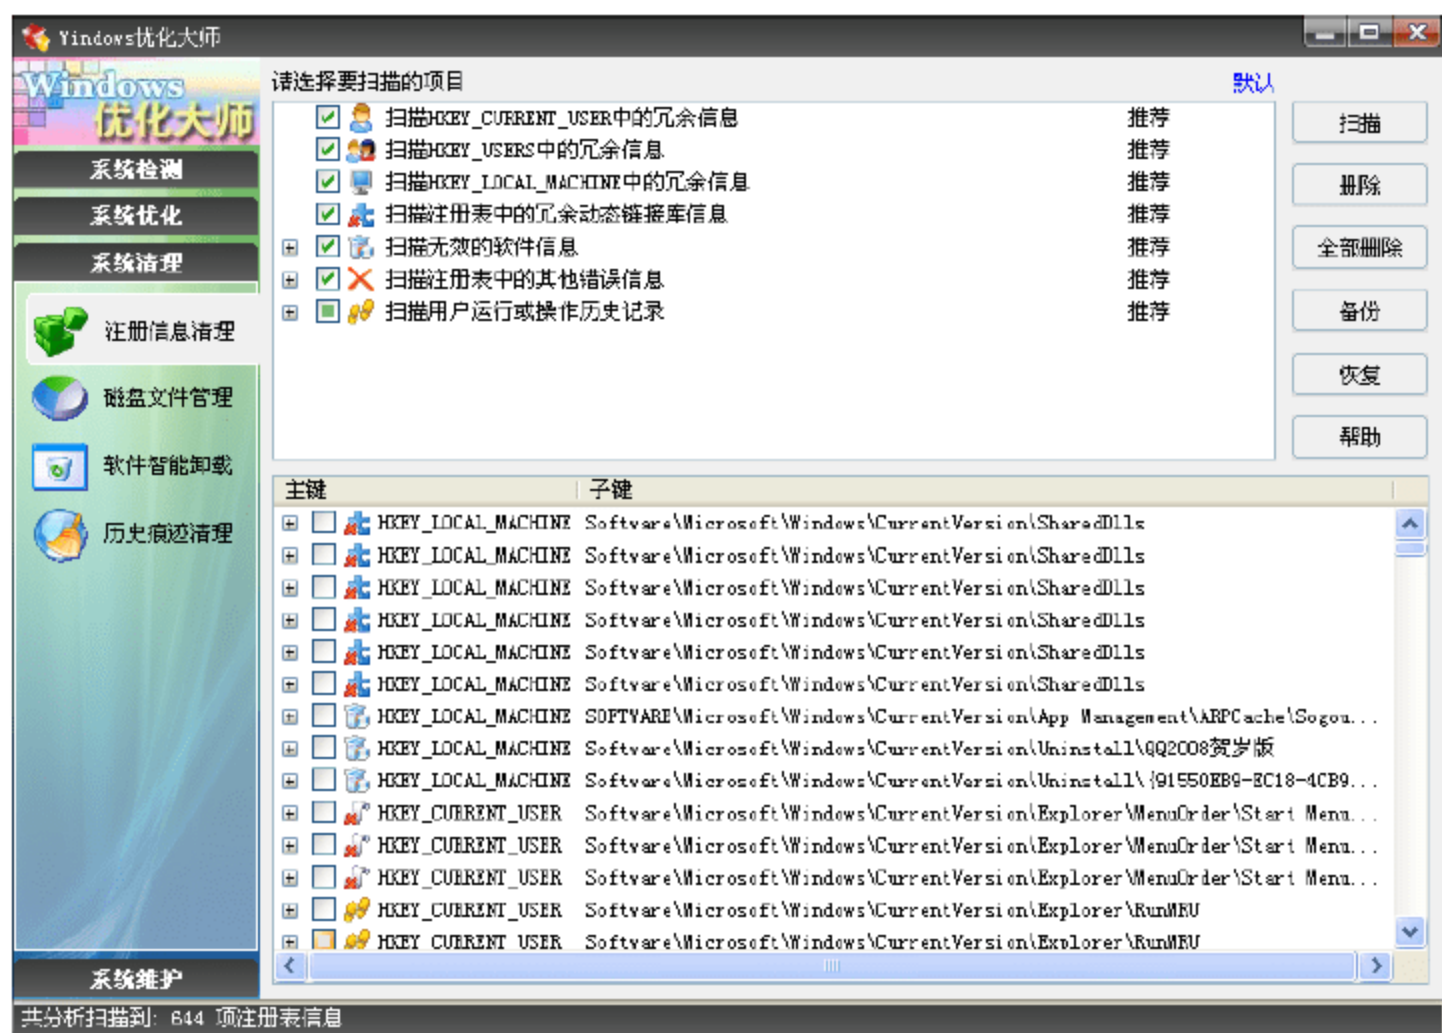 Windows优化大师
Windows
优化大师
系统检测
系统优化
系统清理
注册信息清理
磁盘文件管理
软件智能卸载
历史痕迹清理
系统维护
请选择要扫描的项目 默认
扫描HKEY_CURRENT_USER中的冗余信息 推荐
扫描HKEY_USERS中的冗余信息 推荐
扫描HKEY_LOCAL_MACHINE中的冗余信息 推荐
扫描注册表中的冗余动态链接库信息 推荐
扫描无效的软件信息 推荐
扫描注册表中的其他错误信息 推荐
扫描用户运行或操作历史记录 推荐
扫描
删除
全部删除
备份
恢复
帮助
主键 子键
HKEY_LOCAL_MACHINE Software\Microsoft\Windows\CurrentVersion\SharedDlls
HKEY_LOCAL_MACHINE Software\Microsoft\Windows\CurrentVersion\SharedDlls
HKEY_LOCAL_MACHINE Software\Microsoft\Windows\CurrentVersion\SharedDlls
HKEY_LOCAL_MACHINE Software\Microsoft\Windows\CurrentVersion\SharedDlls
HKEY_LOCAL_MACHINE Software\Microsoft\Windows\CurrentVersion\SharedDlls
HKEY_LOCAL_MACHINE Software\Microsoft\Windows\CurrentVersion\SharedDlls
HKEY_LOCAL_MACHINE SOFTWARE\Microsoft\Windows\CurrentVersion\App Management\ARPCache\Sogou...
HKEY_LOCAL_MACHINE Software\Microsoft\Windows\CurrentVersion\Uninstall\QQ2008贺岁版
HKEY_LOCAL_MACHINE Software\Microsoft\Windows\CurrentVersion\Uninstall\{91550EB9-EC18-4CB9...
HKEY_CURRENT_USER Software\Microsoft\Windows\CurrentVersion\Explorer\MenuOrder\Start Menu...
HKEY_CURRENT_USER Software\Microsoft\Windows\CurrentVersion\Explorer\MenuOrder\Start Menu...
HKEY_CURRENT_USER Software\Microsoft\Windows\CurrentVersion\Explorer\MenuOrder\Start Menu...
HKEY_CURRENT_USER Software\Microsoft\Windows\CurrentVersion\Explorer\RunMRU
HKEY_CURRENT_USER Software\Microsoft\Windows\CurrentVersion\Explorer\RunMRU
共分析扫描到: 644 项注册表信息